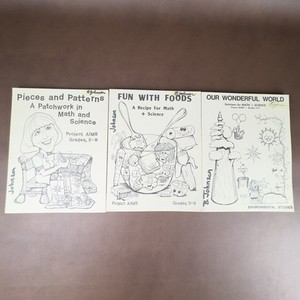 B Johnson
Pieces and Patterns
A Patchwork in
Math and
Science
Project AIMS
Grades, 5-9
Johnson
FUN WITH FOODS
A Recipe For Math
+ Science
Johnson
Project AIMS
Grades, 5-9
OUR WONDERFUL WORLD
B. Johnson
ENVIRONMENTAL STUDIES